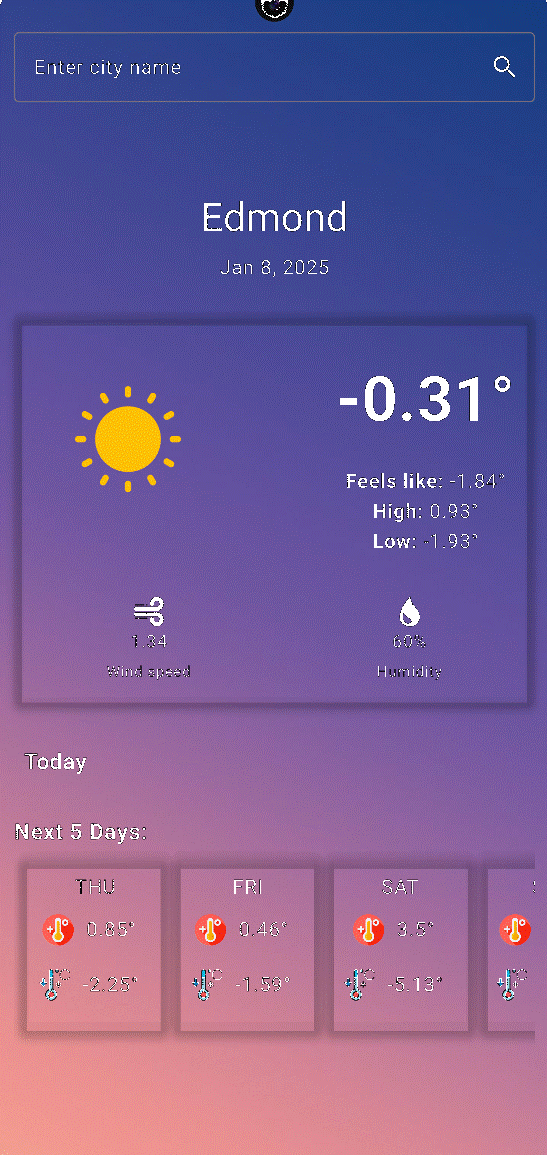 Enter city name
Edmond
Jan 8, 2025
-0.31°
Feels like: -1.84°
High: 0.93°
Low: -1.93°
1.34
60%
Wind speed
Humidity
Today
Next 5 Days:
THU
FRI
SAT
0.85°
0.46°
3.5°
-2.25°
-1.59°
-5.13°